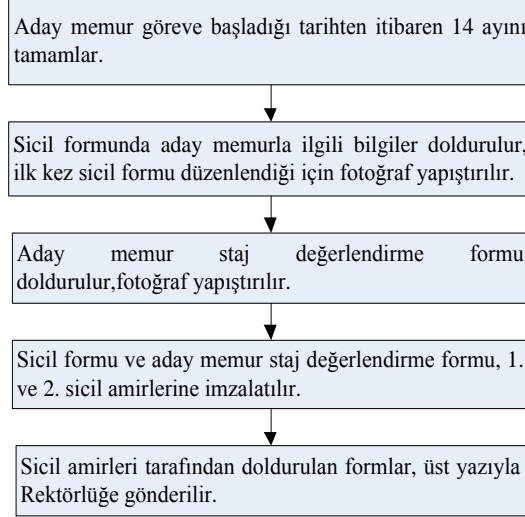 Aday memur göreve başladığı tarihten itibaren 14 ayını
tamamlar.
Sicil formunda aday memurla ilgili bilgiler doldurulur,
ilk kez sicil formu düzenlendiği için fotoğraf yapıştırılır.
Aday memur staj değerlendirme formu
doldurulur,fotoğraf yapıştırılır.
Sicil formu ve aday memur staj değerlendirme formu, 1.
ve 2. sicil amirlerine imzalatılır.
Sicil amirleri tarafından doldurulan formlar, üst yazıyla
Rektörlüğe gönderilir.